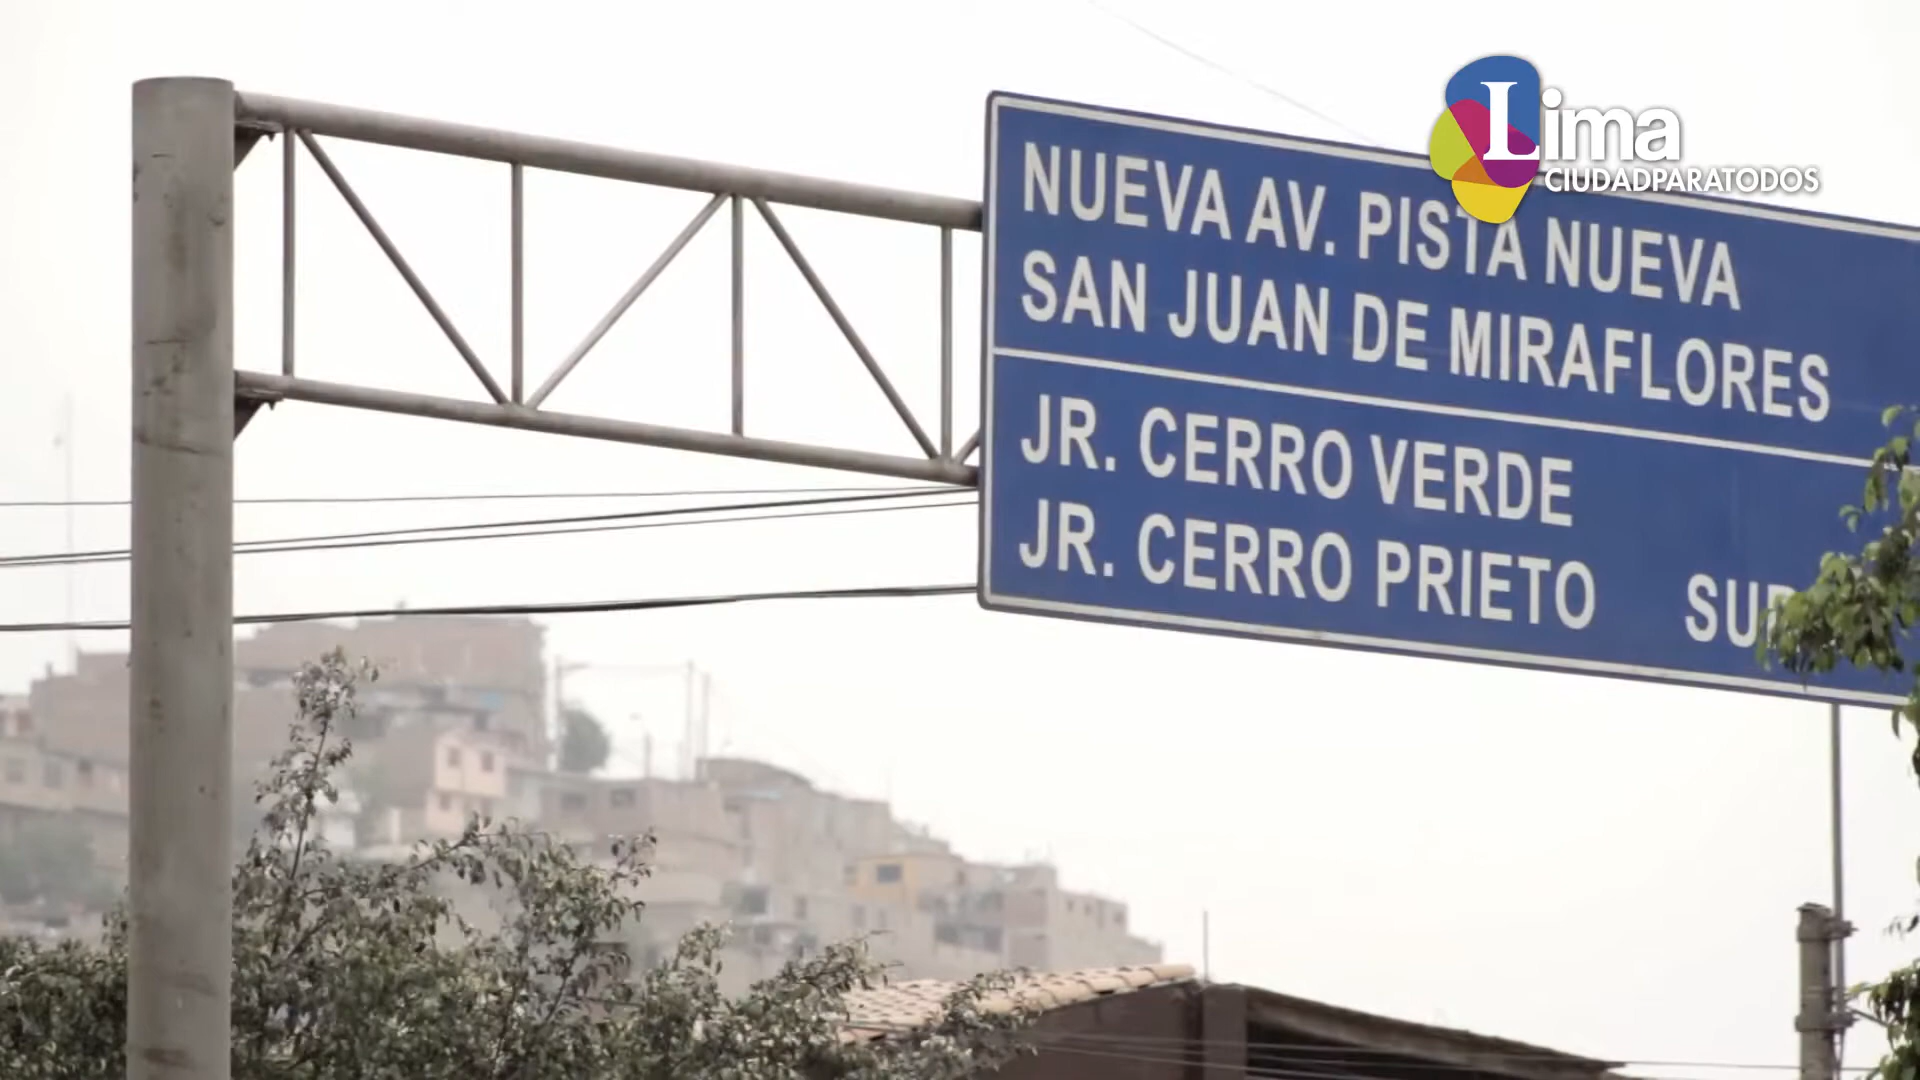 Lima
CIUDADPARATODOS
NUEVA AV. PISTA NUEVA
SAN JUAN DE MIRAFLORES
JR. CERRO VERDE
JR. CERRO PRIETO